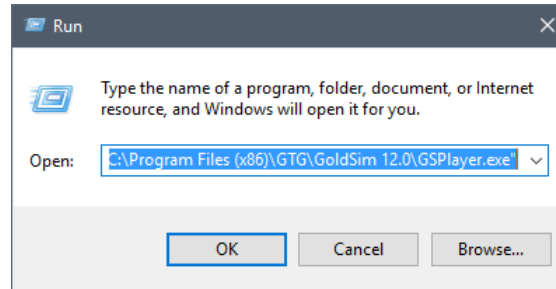 Run
Type the name of a program, folder, document, or Internet
resource, and Windows will open it for you.
Open:
C:\Program Files (x86)\GTG\GoldSim 12.0\GSPlayer.exe"
OK
Cancel
Browse...